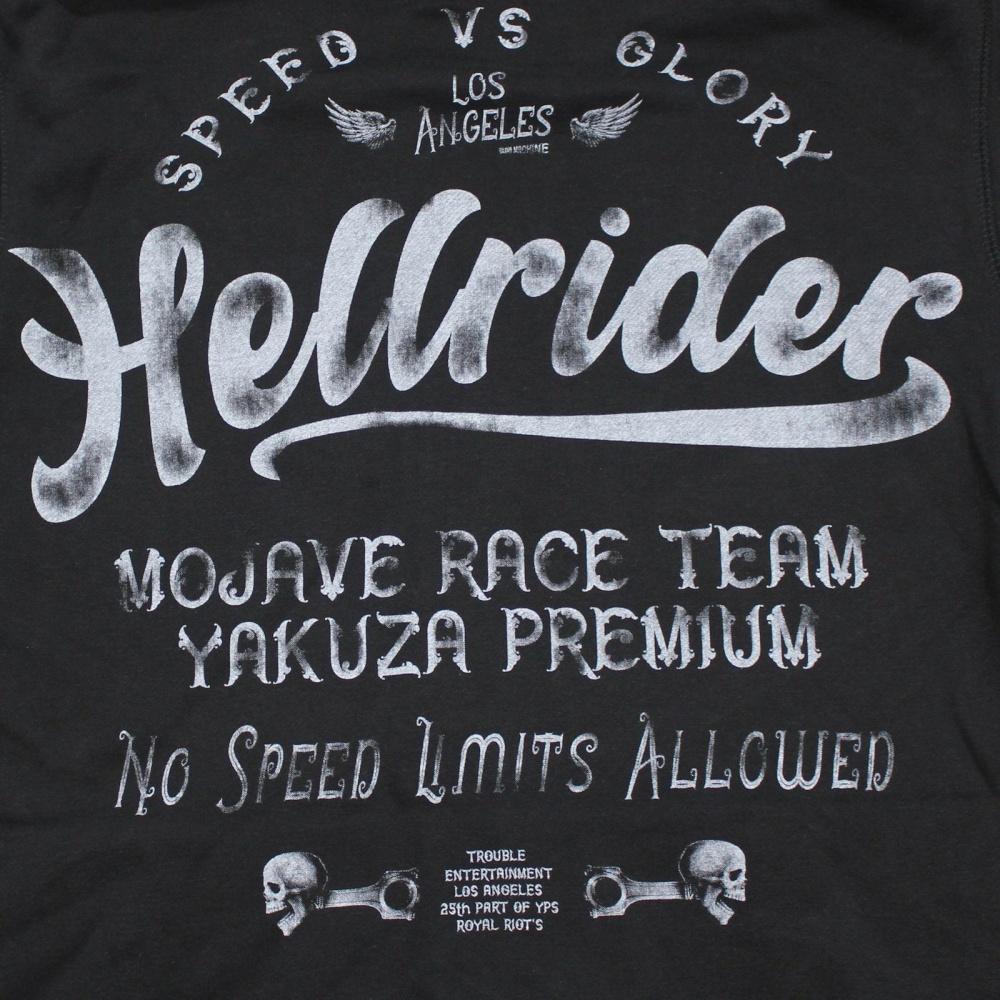 SPEED VS GLORY
LOS
ANGELES
MACHINE
Hellrider
MOJAVE RACE TEAM
YAKUZA PREMIUM
NO SPEED LIMITS ALLOWED
TROUBLE
ENTERTAINMENT
LOS ANGELES
25th PART OF YPS
ROYAL RIOT'S